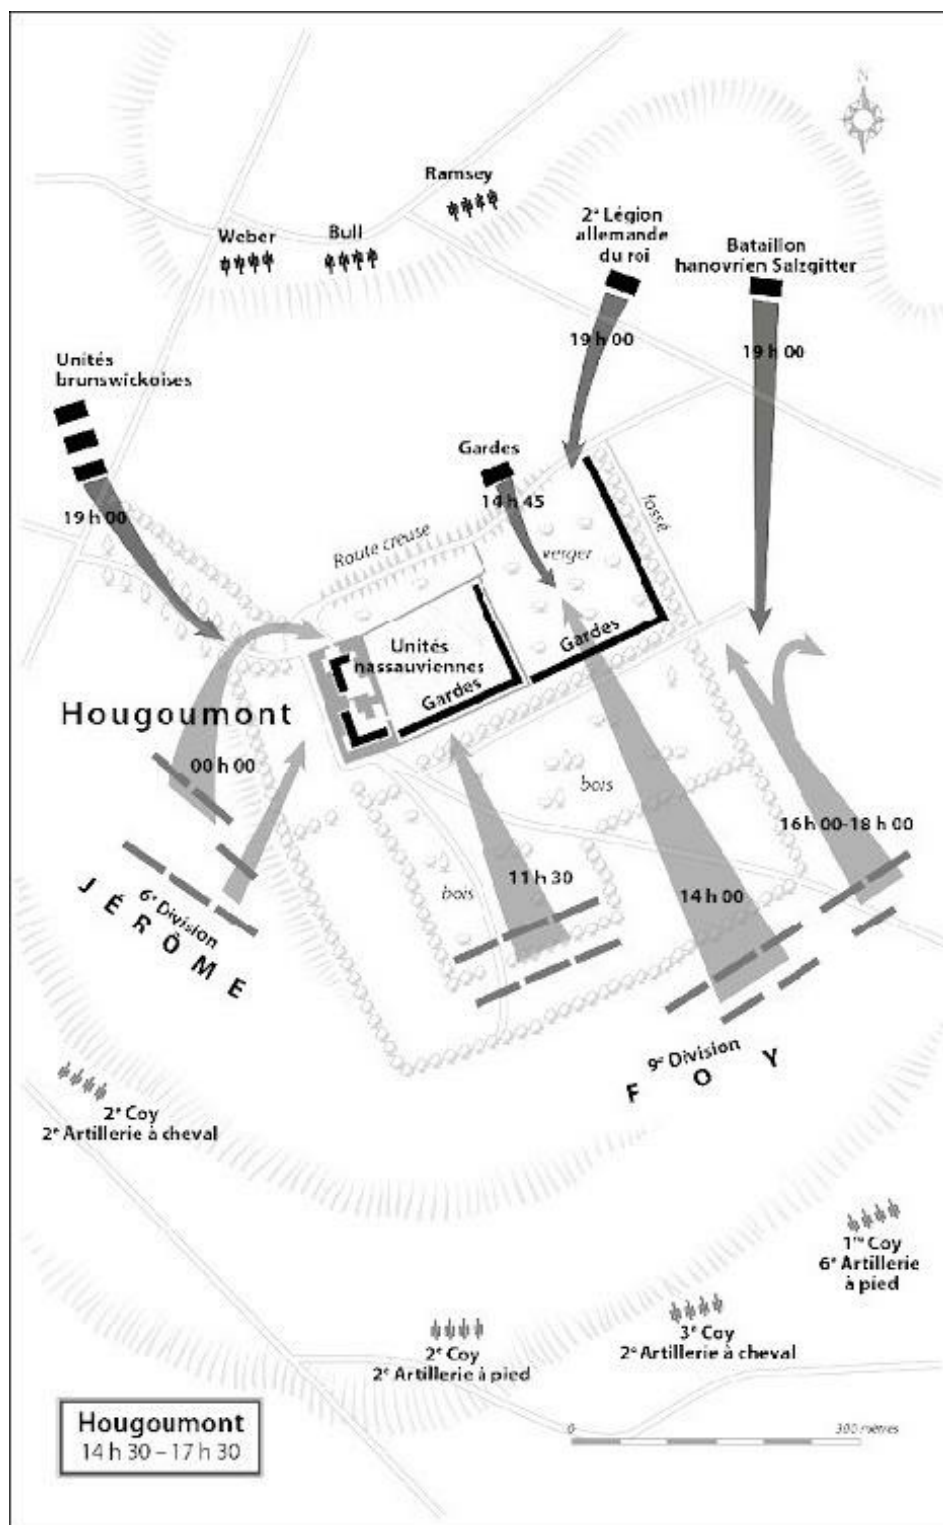 N
Ramsey
Weber
Bull
2e Légion
allemande
du roi
Bataillon
hanovrien Salzgitter
19 h 00
19 h 00
Unités
brunswickoises
Gardes
14 h 45
19 h 00
fossé
Route creuse
verger
Gardes
Unités
nassauviennes
Gardes
Hougoumont
00 h 00
bois
16 h 00-18 h 00
11 h 30
bois
14 h 00
6e Division
JÉRÔME
9e Division
FOY
2e Coy
2e Artillerie à cheval
1re Coy
6e Artillerie
à pied
3e Coy
2e Artillerie à cheval
2e Coy
2e Artillerie à pied
Hougoumont
14 h 30 – 17 h 30
0 300 mètres